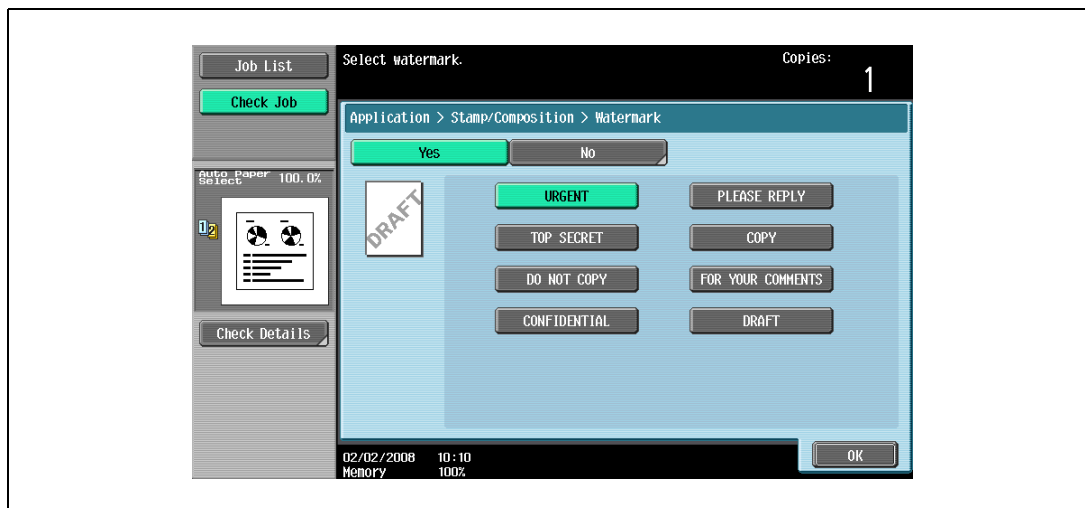 Job List
Check Job
Auto Paper Select 100.0%
12
Check Details
Select watermark.
Copies:
1
Application > Stamp/Composition > Watermark
Yes No
DRAFT
URGENT PLEASE REPLY
TOP SECRET COPY
DO NOT COPY FOR YOUR COMMENTS
CONFIDENTIAL DRAFT
02/02/2008 10:10
Memory 100%
OK